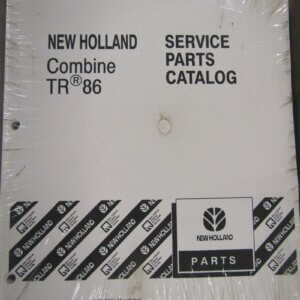 NEW HOLLAND
Combine
TR® 86
SERVICE
PARTS
CATALOG
NEW HOLLAND
PARTS